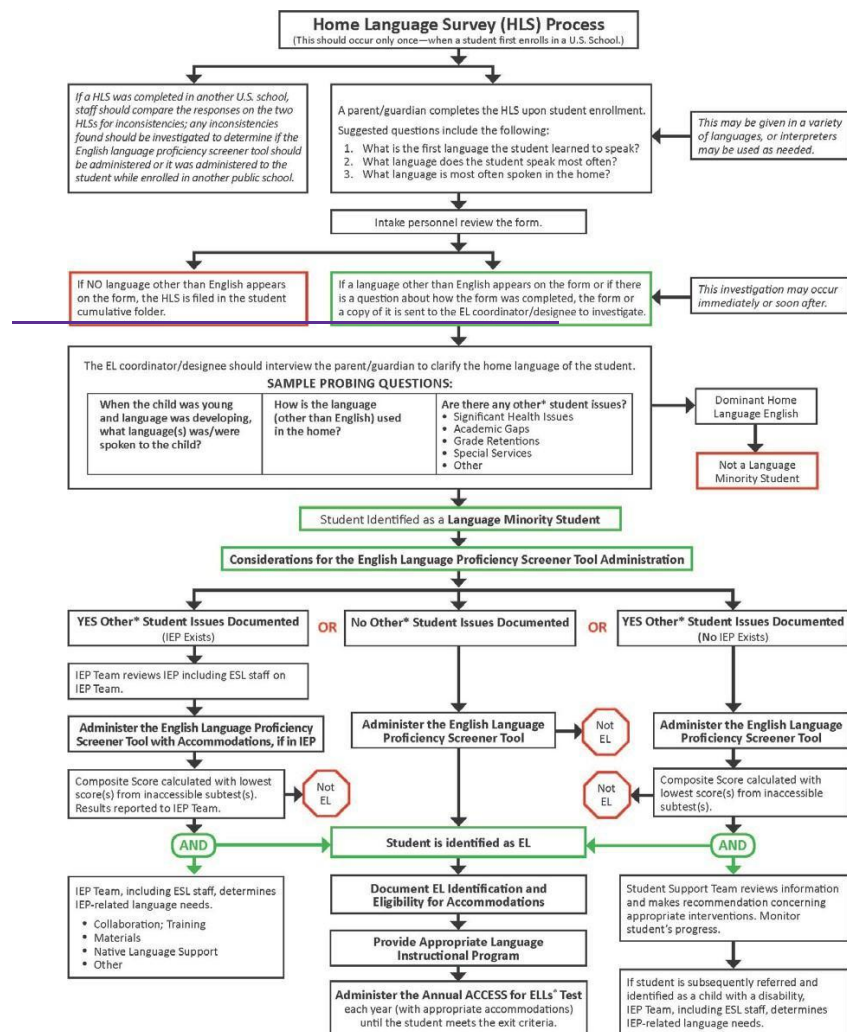 Home Language Survey (HLS) Process
(This should occur only once—when a student first enrolls in a U.S. School.)
If a HLS was completed in another U.S. school,
staff should compare the responses on the two
HLSs for inconsistencies; any inconsistencies
found should be investigated to determine if the
English language proficiency screener tool should
be administered or it was administered to the
student while enrolled in another public school.
A parent/guardian completes the HLS upon student enrollment.
Suggested questions include the following:
1. What is the first language the student learned to speak?
2. What language does the student speak most often?
3. What language is most often spoken in the home?
This may be given in a variety
of languages, or interpreters
may be used as needed.
Intake personnel review the form.
If NO language other than English appears
on the form, the HLS is filed in the student
cumulative folder.
If a language other than English appears on the form or if there
is a question about how the form was completed, the form or
a copy of it is sent to the EL coordinator/designee to investigate.
This investigation may occur
immediately or soon after.
The EL coordinator/designee should interview the parent/guardian to clarify the home language of the student.
SAMPLE PROBING QUESTIONS:
When the child was young
and language was developing,
what language(s) was/were
spoken to the child?
How is the language
(other than English) used
in the home?
Are there any other* student issues?
• Significant Health Issues
• Academic Gaps
• Grade Retentions
• Special Services
• Other
Dominant Home
Language English
Not a Language
Minority Student
Student Identified as a Language Minority Student
Considerations for the English Language Proficiency Screener Tool Administration
YES Other* Student Issues Documented
(IEP Exists)
OR
No Other* Student Issues Documented
OR
YES Other* Student Issues Documented
(No IEP Exists)
IEP Team reviews IEP including ESL staff on
IEP Team.
Administer the English Language Proficiency
Screener Tool with Accommodations, if in IEP
Administer the English Language
Proficiency Screener Tool
Not
EL
Administer the English Language
Proficiency Screener Tool
Composite Score calculated with lowest
score(s) from inaccessible subtest(s).
Results reported to IEP Team.
Not
EL
Not
EL
Composite Score calculated with
lowest score(s) from inaccessible
subtest(s).
AND
Student is identified as EL
AND
IEP Team, including ESL staff, determines
IEP-related language needs.
• Collaboration; Training
• Materials
• Native Language Support
• Other
Document EL Identification and
Eligibility for Accommodations
Provide Appropriate Language
Instructional Program
Administer the Annual ACCESS for ELLs® Test
each year (with appropriate accommodations)
until the student meets the exit criteria.
Student Support Team reviews information
and makes recommendation concerning
appropriate interventions. Monitor
student's progress.
If student is subsequently referred and
identified as a child with a disability,
IEP Team, including ESL staff, determines
IEP-related language needs.